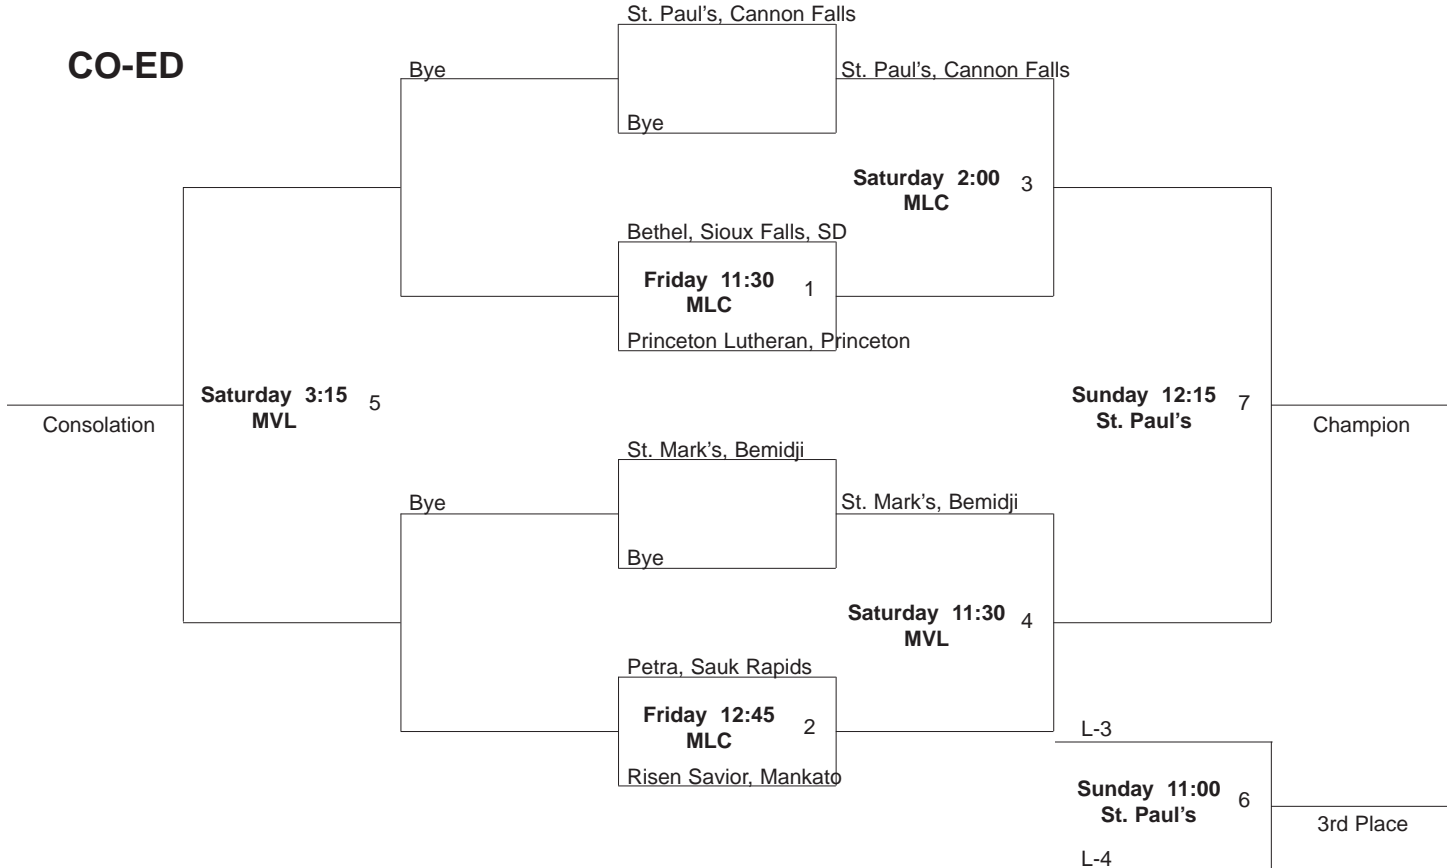 St. Paul's, Cannon Falls
CO-ED
Bye
St. Paul's, Cannon Falls
Bye
Saturday 2:00 3
MLC
Bethel, Sioux Falls, SD
Friday 11:30 1
MLC
Princeton Lutheran, Princeton
Saturday 3:15 5
MVL
Sunday 12:15 7
St. Paul’s
Consolation
Champion
St. Mark's, Bemidji
Bye
St. Mark's, Bemidji
Bye
Saturday 11:30 4
MVL
Petra, Sauk Rapids
Friday 12:45 2
MLC
L-3
Risen Savior, Mankato
Sunday 11:00 6
St. Paul’s
3rd Place
L-4